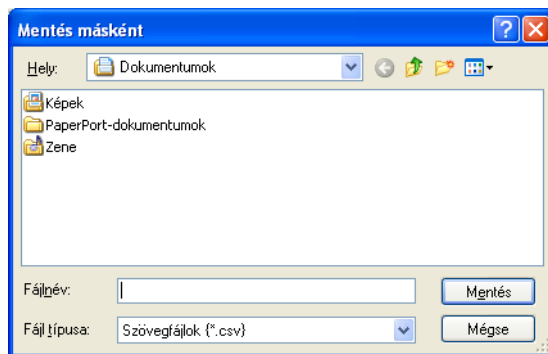 Mentés másként
Hely: Dokumentumok
Képek
PaperPort-dokumentumok
Zene
Fájlnév: Mentés
Fájl típusa: Szövegfájlok {*.csv} Mégse